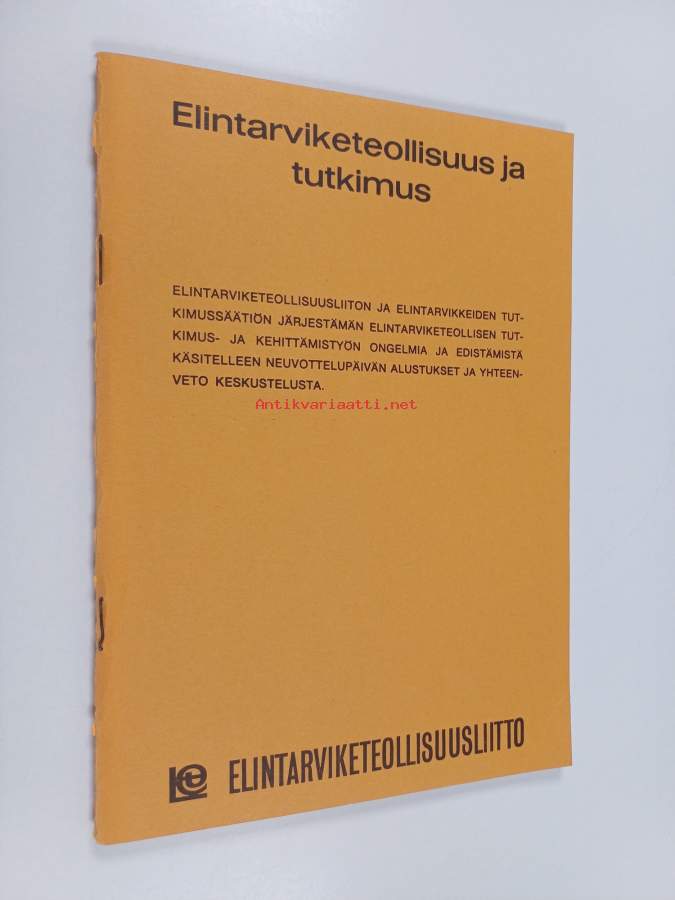 Elintarviketeollisuus ja
tutkimus
ELINTARVIKETEOLLISUUSLIITON JA ELINTARVIKKEIDEN TUT-
KIMUSSÄÄTIÖN JÄRJESTÄMÄN ELINTARVIKETEOLLISEN TUT-
KIMUS- JA KEHITTÄMISTYÖN ONGELMIA JA EDISTÄMISTÄ
KÄSITELLEEN NEUVOTTELUPÄIVÄN ALUSTUKSET JA YHTEEN-
VETO KESKUSTELUSTA.
Antikvariaatti.net
ELINTARVIKETEOLLISUUSLIITTO